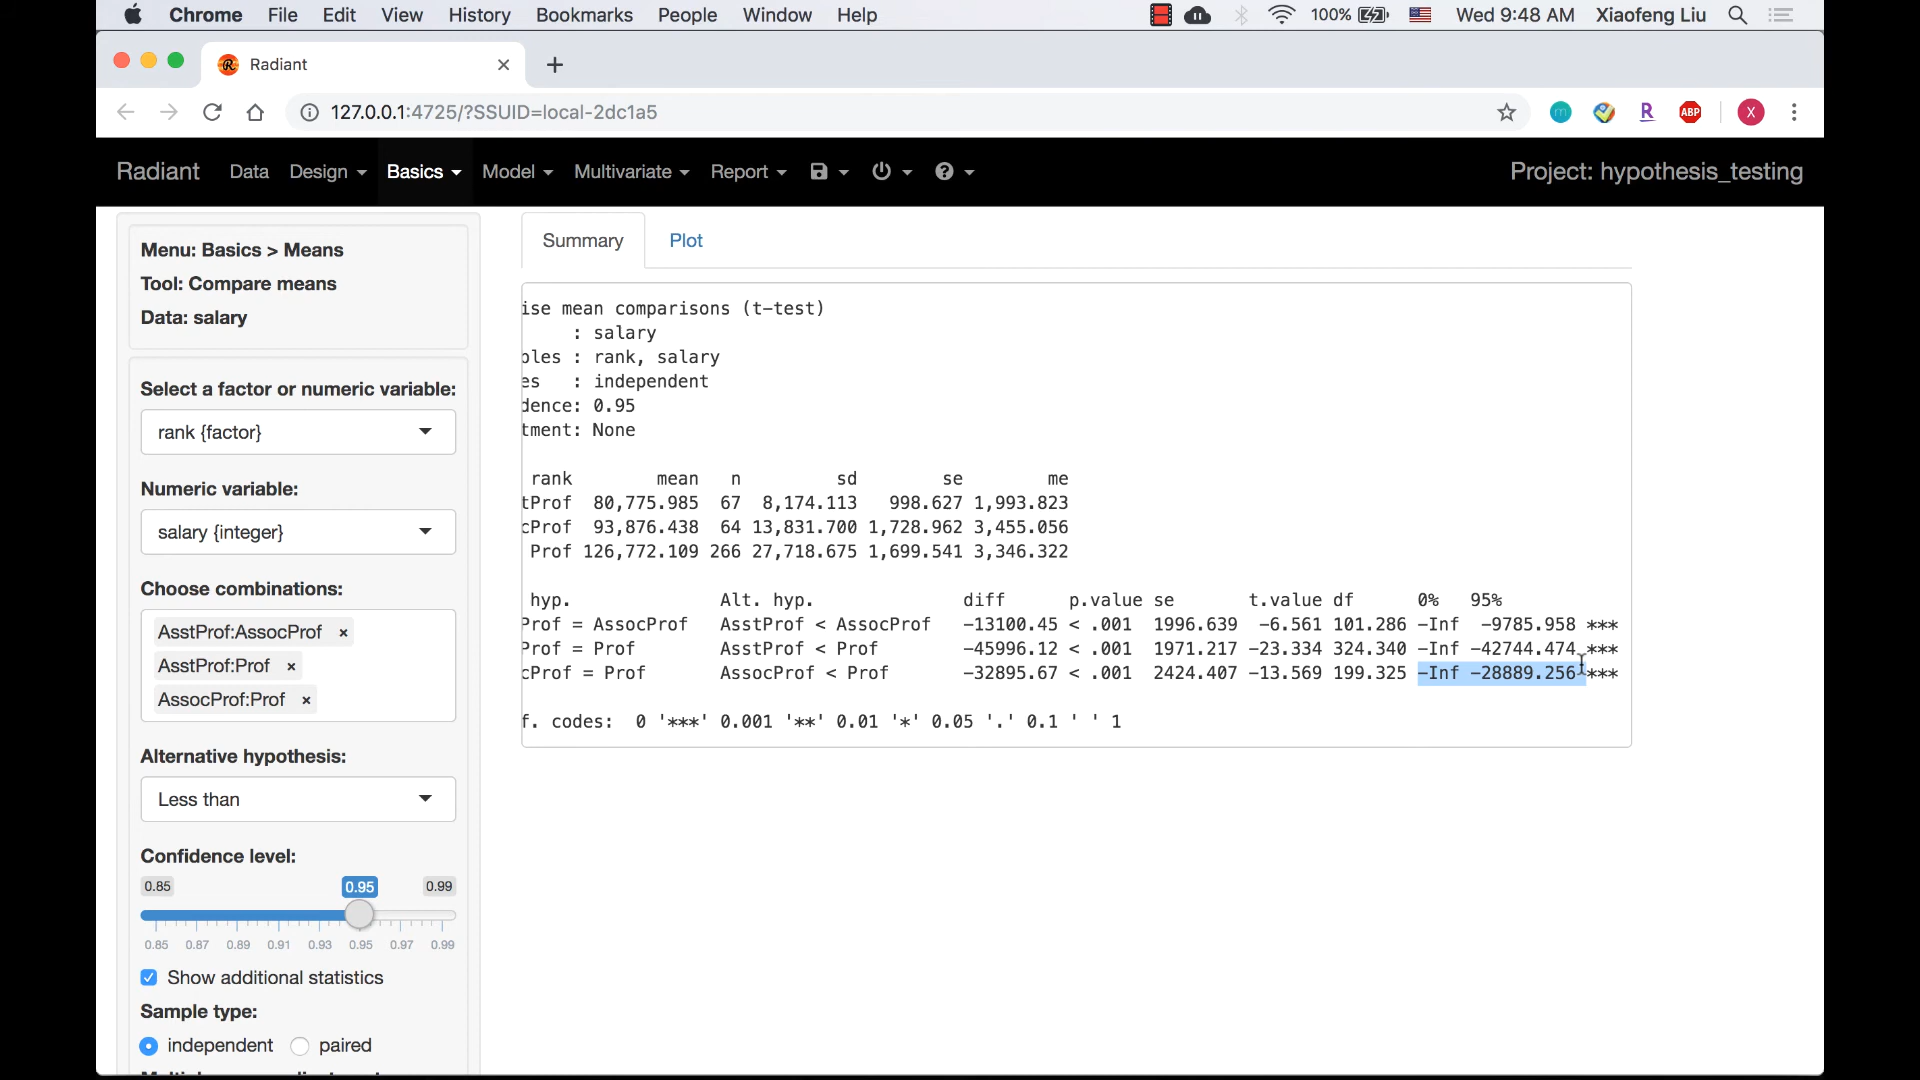 Chrome File Edit View History Bookmarks People Window Help 100% Wed 9:48 AM Xiaofeng Liu
Radiant
127.0.0.1:4725/?SSUID=local-2dc1a5 m R ABP X
Radiant Data Design Basics Model Multivariate Report Project: hypothesis_testing
Menu: Basics > Means
Tool: Compare means
Data: salary
Select a factor or numeric variable:
rank {factor}
Numeric variable:
salary {integer}
Choose combinations:
AsstProf:AssocProf ×
AsstProf:Prof ×
AssocProf:Prof ×
Alternative hypothesis:
Less than
Confidence level:
0.85 0.95 0.99
0.85 0.87 0.89 0.91 0.93 0.95 0.97 0.99
Show additional statistics
Sample type:
independent paired
Summary Plot
ise mean comparisons (t-test)
: salary
bles : rank, salary
es : independent
dence: 0.95
tment: None
rank mean n sd se me
tProf 80,775.985 67 8,174.113 998.627 1,993.823
cProf 93,876.438 64 13,831.700 1,728.962 3,455.056
Prof 126,772.109 266 27,718.675 1,699.541 3,346.322
hyp. Alt. hyp. diff p.value se t.value df 0% 95%
Prof = AssocProf AsstProf < AssocProf -13100.45 < .001 1996.639 -6.561 101.286 -Inf -9785.958 ***
Prof = Prof AsstProf < Prof -45996.12 < .001 1971.217 -23.334 324.340 -Inf -42744.474 ***
cProf = Prof AssocProf < Prof -32895.67 < .001 2424.407 -13.569 199.325 -Inf -28889.256 ***
f. codes: 0 '***' 0.001 '**' 0.01 '*' 0.05 '.' 0.1 ' ' 1